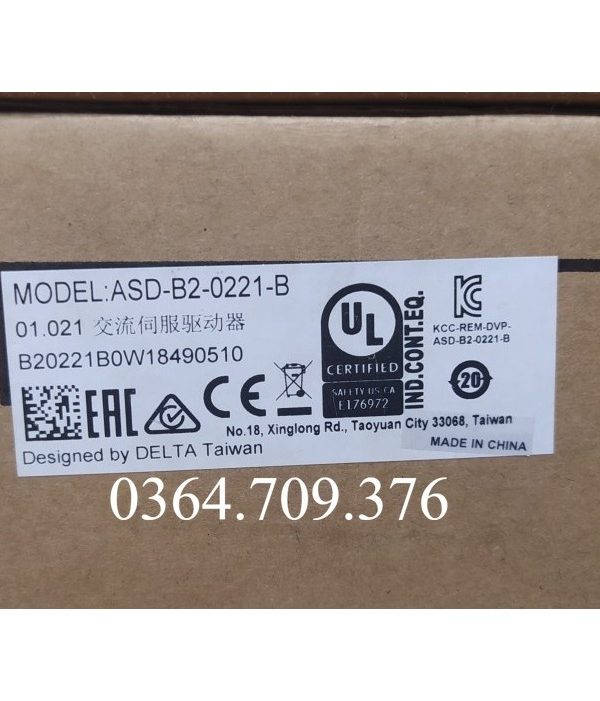 MODEL:ASD-B2-0221-B
01.021 交流伺服驱动器
B20221B0W18490510
EAC
CE
UL
CERTIFIED
SAFETY US-CA
E176972
IND.CONT.EQ.
KC
KCC-REM-DVP-
ASD-B2-0221-B
20
No.18, Xinglong Rd., Taoyuan City 33068, Taiwan
Designed by DELTA Taiwan
MADE IN CHINA
0364.709.376